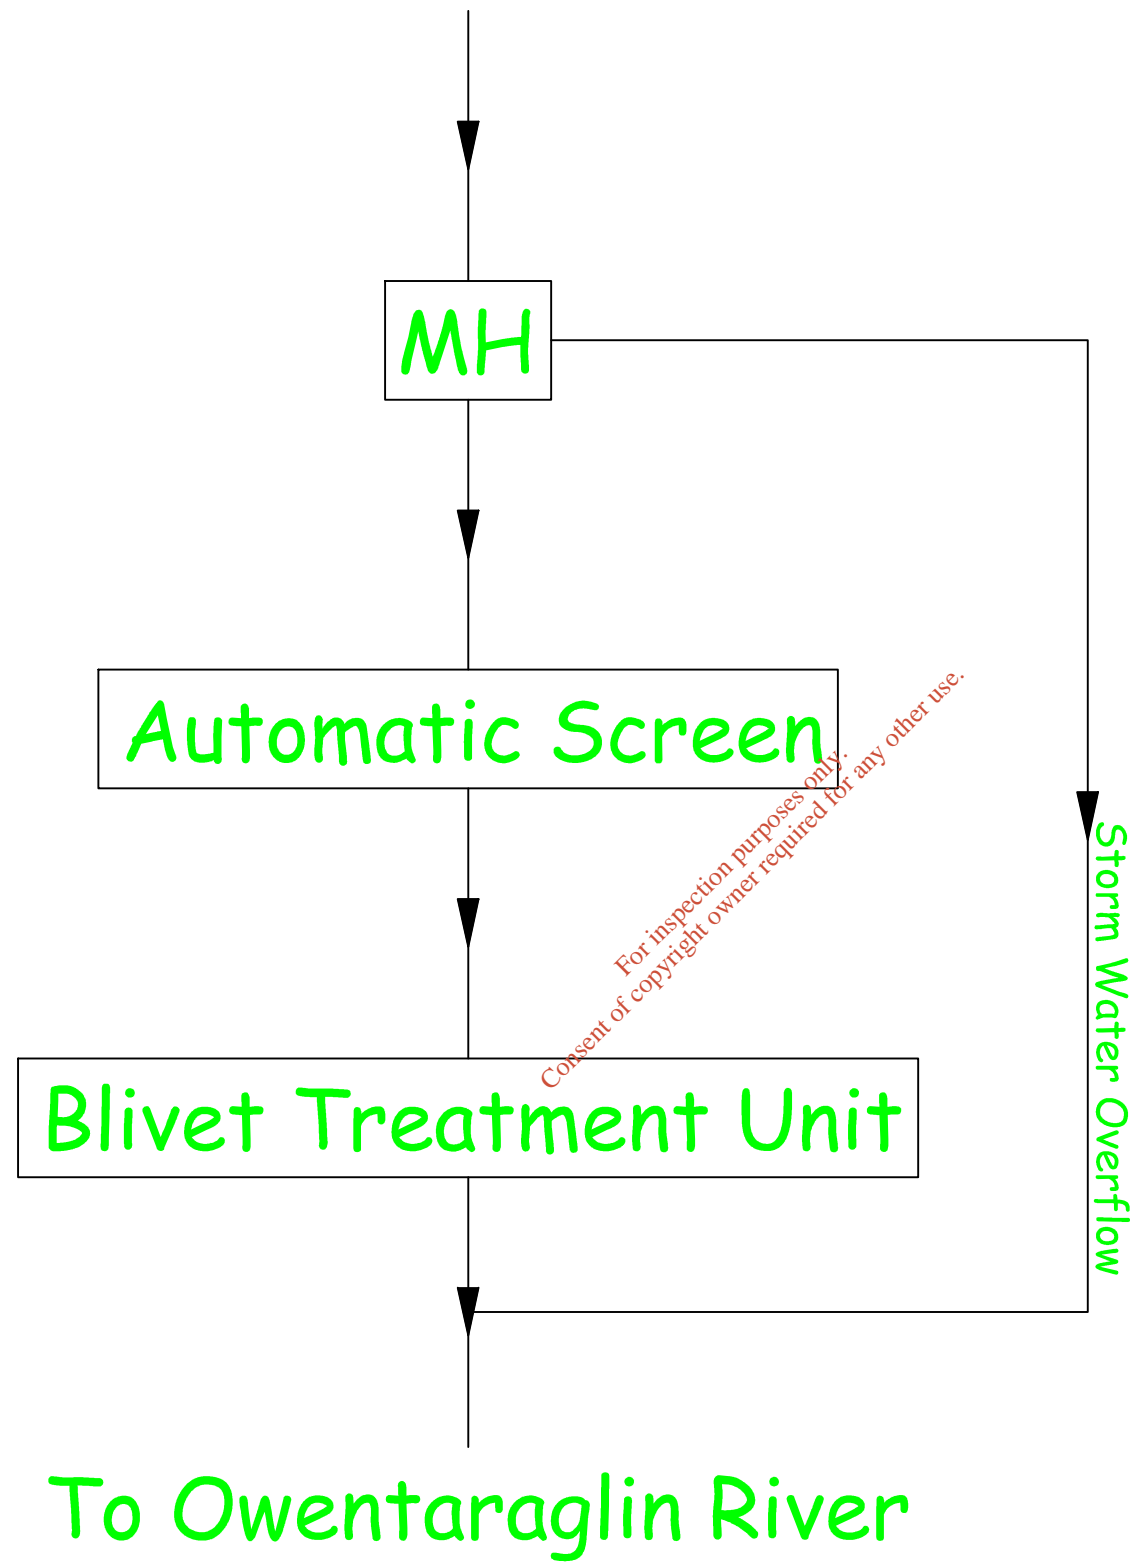 MH
Automatic Screen
For inspection purposes only.
Consent of copyright owner required for any other use.
Storm Water Overflow
Blivet Treatment Unit
To Owentaraglin River